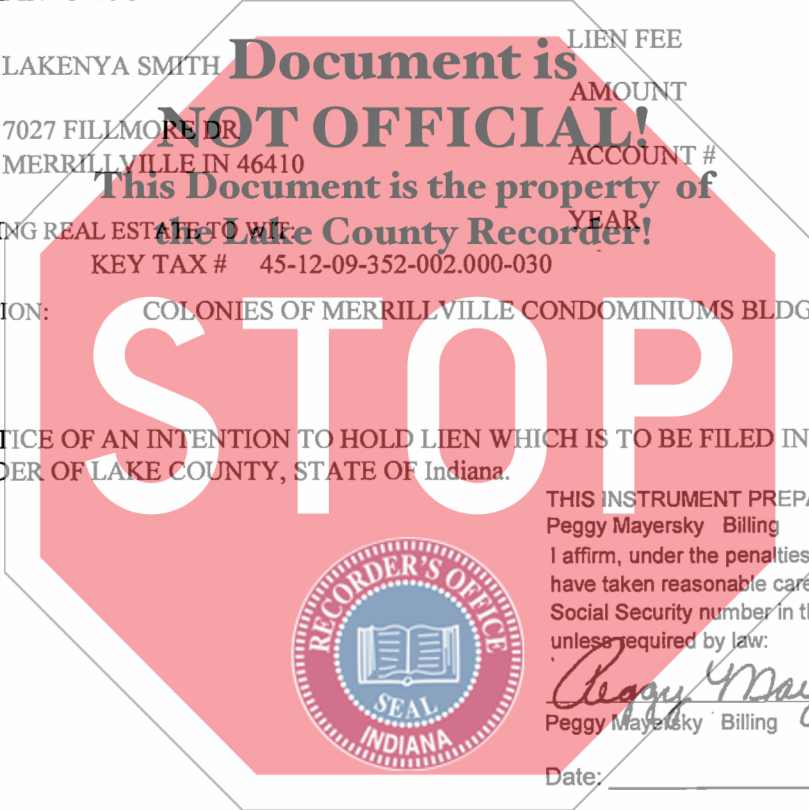 LIEN FEE
LAKENYA SMITH
Document is
AMOUNT
NOT OFFICIAL!
7027 FILLMORE DR
MERRILLVILLE IN 46410
ACCOUNT #
This Document is the property of
YEAR
NG REAL ESTATE TO WIT:
the Lake County Recorder!
KEY TAX # 45-12-09-352-002.000-030
ION: COLONIES OF MERRILLVILLE CONDOMINIUMS BLDG
STOP
TICE OF AN INTENTION TO HOLD LIEN WHICH IS TO BE FILED IN
DER OF LAKE COUNTY, STATE OF Indiana.
THIS INSTRUMENT PREPA
Peggy Mayersky Billing
I affirm, under the penalties
have taken reasonable care
Social Security number in th
unless required by law:
RECORDER'S OFFICE
SEAL
INDIANA
Peggy May
Peggy Mayersky Billing
Date: